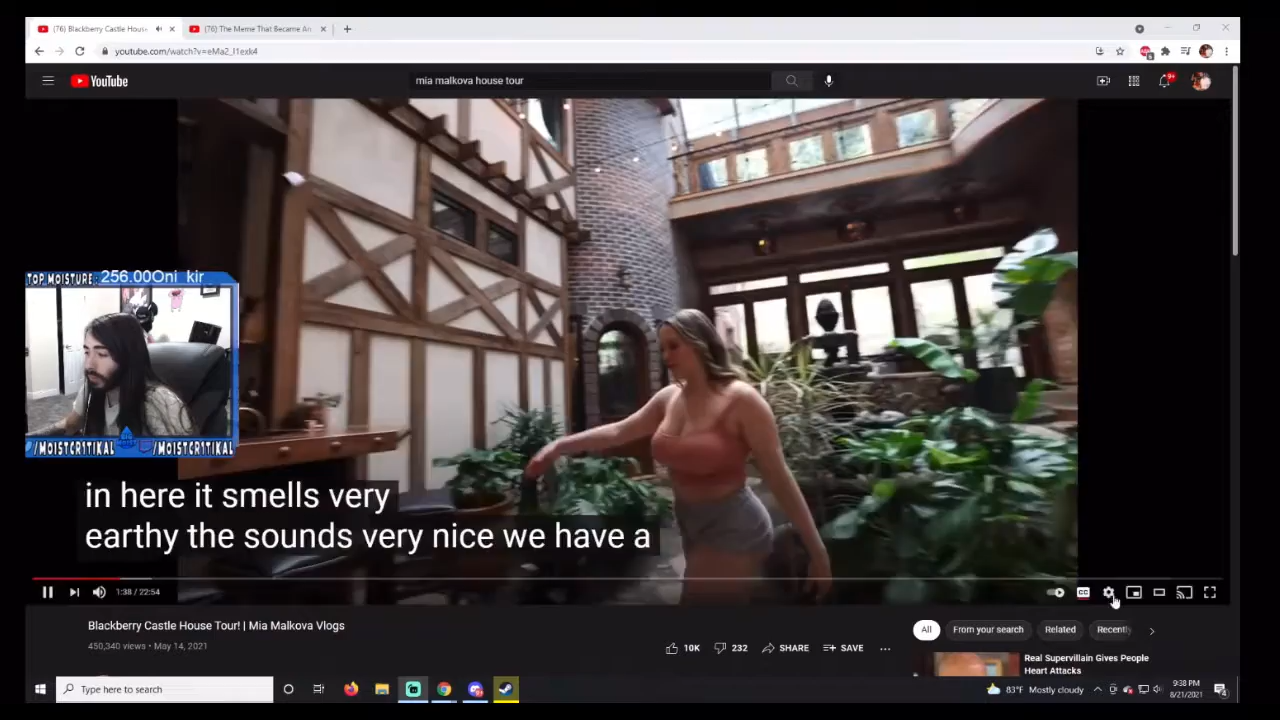 (76) Blackberry Castle House
(76) The Meme That Became An
youtube.com/watch?v=eMa2_l1exk4
YouTube
mia malkova house tour
9+
TOP MOISTURE : 256.00Oni_kir
/MOISTCR1TIKAL
/MOISTCR1TIKAL
in here it smells very
earthy the sounds very nice we have a
1:38 / 22:54
CC
Blackberry Castle House Tour! | Mia Malkova Vlogs
450,340 views • May 14, 2021
10K
232
SHARE
SAVE
All
From your search
Related
Recently
Real Supervillain Gives People
Heart Attacks
Type here to search
83°F Mostly cloudy
9:38 PM
8/21/2021